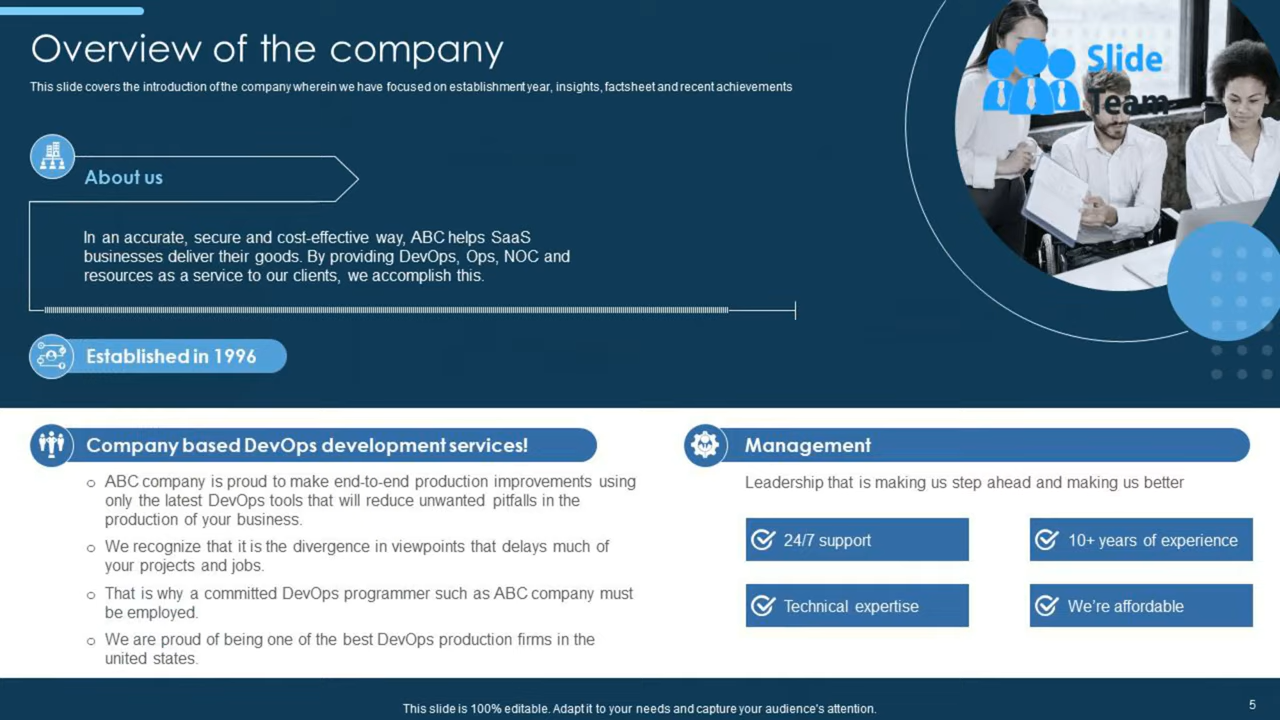 Overview of the company
This slide covers the introduction of the company wherein we have focused on establishment year, insights, factsheet and recent achievements
Slide
Team
About us
In an accurate, secure and cost-effective way, ABC helps SaaS
businesses deliver their goods. By providing DevOps, Ops, NOC and
resources as a service to our clients, we accomplish this.
Established in 1996
Company based DevOps development services!
ABC company is proud to make end-to-end production improvements using
only the latest DevOps tools that will reduce unwanted pitfalls in the
production of your business.
We recognize that it is the divergence in viewpoints that delays much of
your projects and jobs.
That is why a committed DevOps programmer such as ABC company must
be employed.
We are proud of being one of the best DevOps production firms in the
united states.
Management
Leadership that is making us step ahead and making us better
24/7 support
10+ years of experience
Technical expertise
We're affordable
This slide is 100% editable. Adapt it to your needs and capture your audience's attention.
5